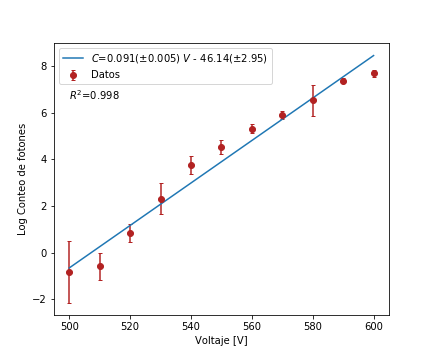 C=0.091(±0.005) V - 46.14(±2.95)
Datos
R²=0.998
Log Conteo de fotones
8
6
4
2
0
−2
500 520 540 560 580 600
Voltaje [V]